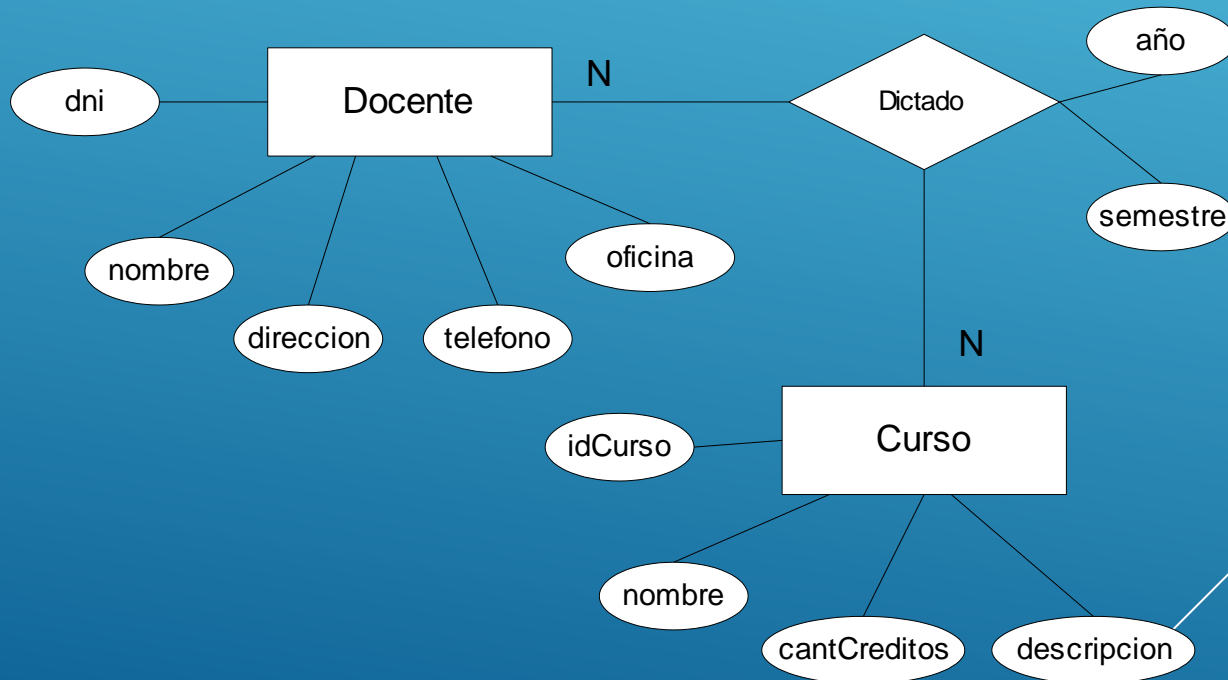 año
N
dni
Docente
Dictado
semestre
oficina
nombre
direccion
telefono
N
idCurso
Curso
nombre
cantCreditos
descripcion